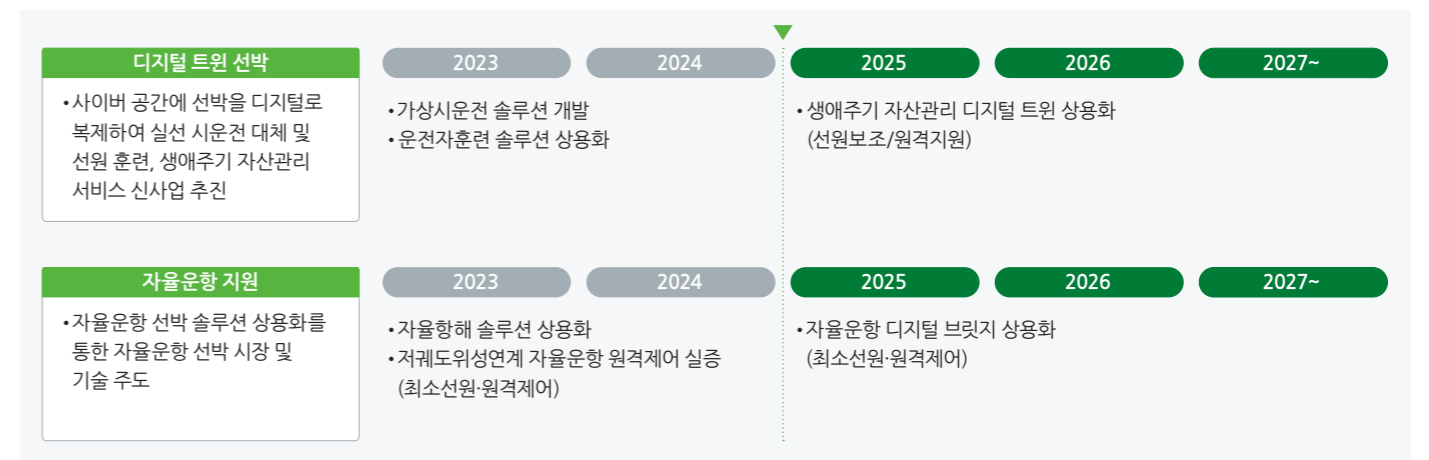 디지털 트윈 선박
•사이버 공간에 선박을 디지털로
복제하여 실선 시운전 대체 및
선원 훈련, 생애주기 자산관리
서비스 신사업 추진
2023
2024
2025
2026
2027~
•가상시운전 솔루션 개발
•운전자훈련 솔루션 상용화
•생애주기 자산관리 디지털 트윈 상용화
(선원보조/원격지원)
자율운항 지원
•자율운항 선박 솔루션 상용화를
통한 자율운항 선박 시장 및
기술 주도
2023
2024
2025
2026
2027~
•자율항해 솔루션 상용화
•저궤도위성연계 자율운항 원격제어 실증
(최소선원·원격제어)
•자율운항 디지털 브릿지 상용화
(최소선원·원격제어)